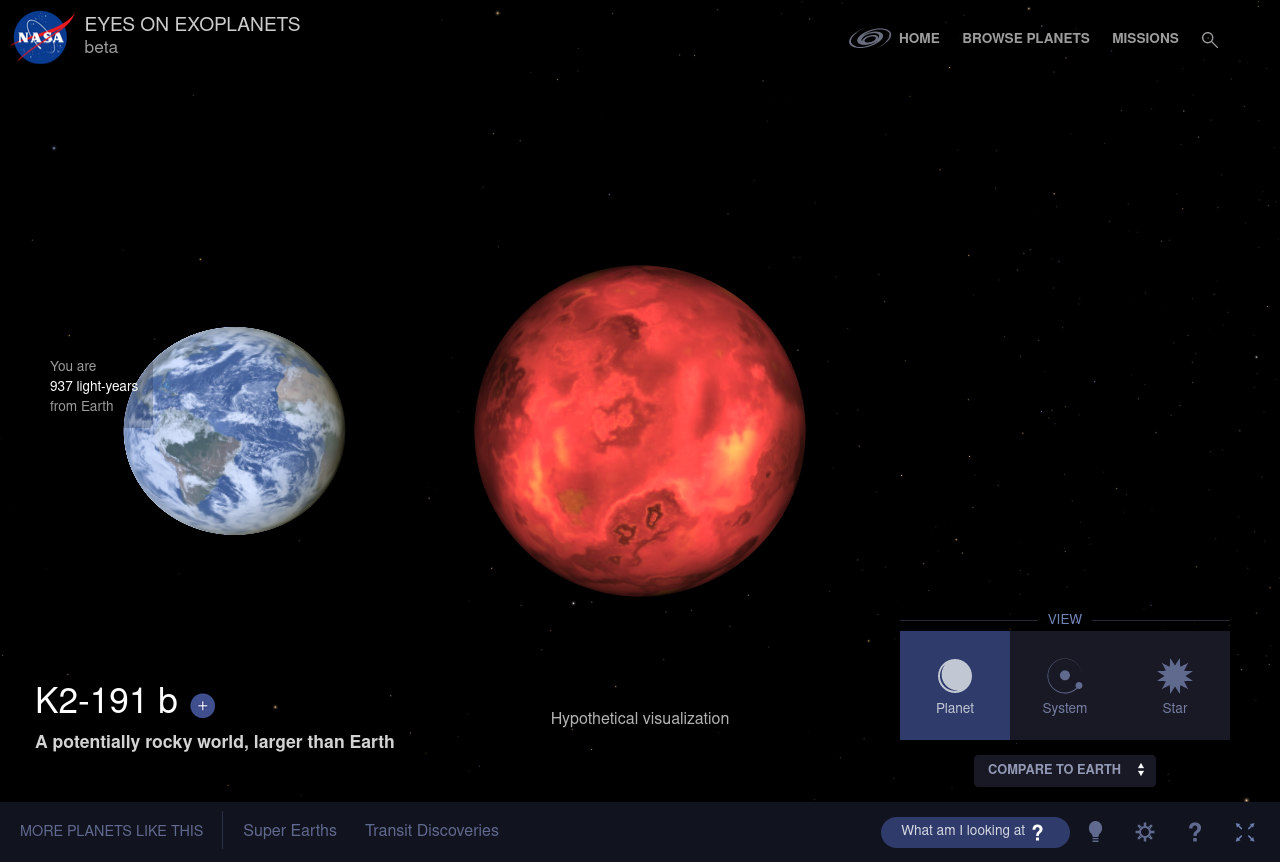 NASA
EYES ON EXOPLANETS
beta
HOME
BROWSE PLANETS
MISSIONS
You are
937 light-years
from Earth
K2-191 b +
A potentially rocky world, larger than Earth
Hypothetical visualization
VIEW
Planet
System
Star
COMPARE TO EARTH
MORE PLANETS LIKE THIS
Super Earths
Transit Discoveries
What am I looking at ?
?